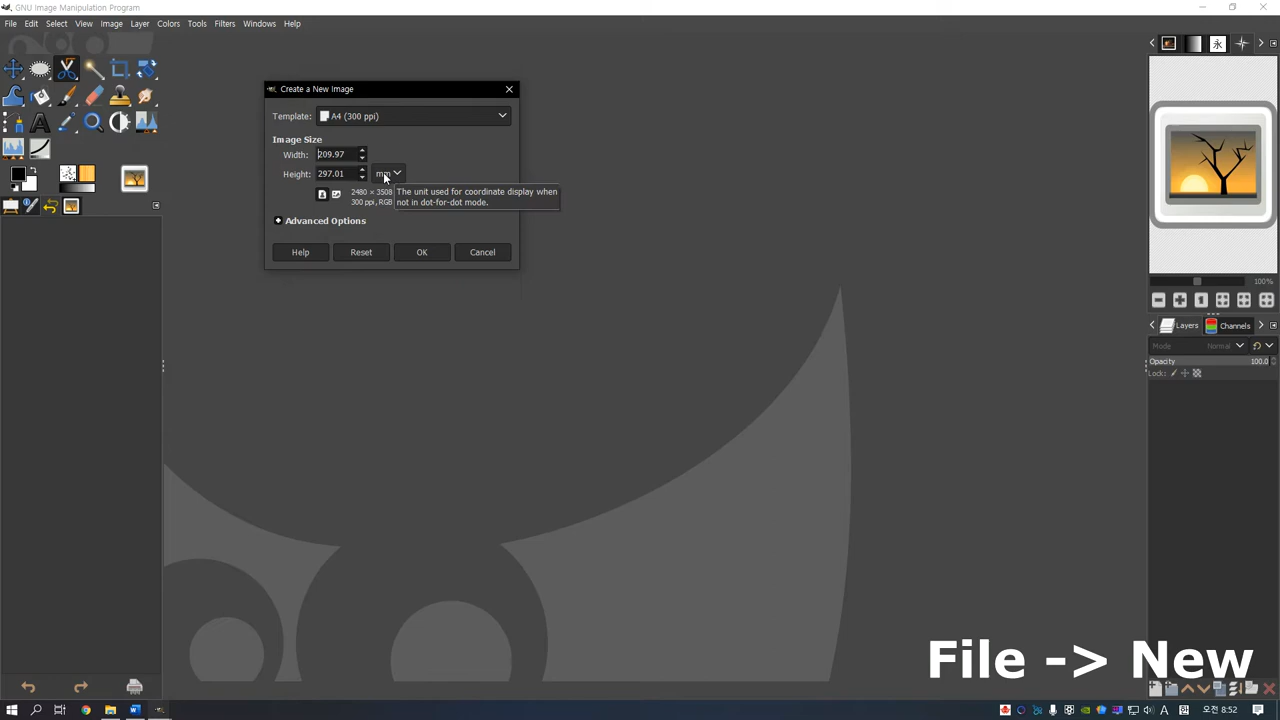 GNU Image Manipulation Program
File Edit Select View Image Layer Colors Tools Filters Windows Help
Create a New Image
Template: A4 (300 ppi)
Image Size
Width: 209.97
Height: 297.01 mm
2480 × 3508
300 ppi, RGB
The unit used for coordinate display when
not in dot-for-dot mode.
Advanced Options
Help Reset OK Cancel
永
100%
Layers Channels
Mode Normal
Opacity 100.0
Lock:
File -> New
A 오전 8:52